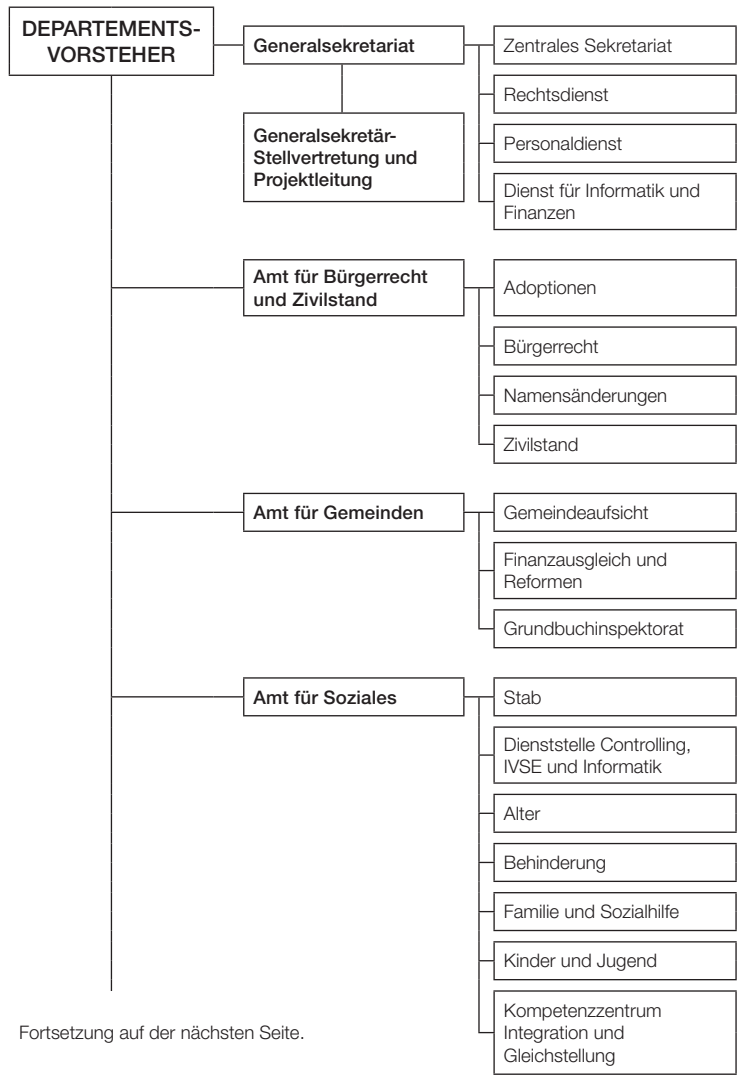 DEPARTEMENTS-
VORSTEHER
Generalsekretariat
Zentrales Sekretariat
Rechtsdienst
Generalsekretär-
Stellvertretung und
Projektleitung
Personaldienst
Dienst für Informatik und
Finanzen
Amt für Bürgerrecht
und Zivilstand
Adoptionen
Bürgerrecht
Namensänderungen
Zivilstand
Amt für Gemeinden
Gemeindeaufsicht
Finanzausgleich und
Reformen
Grundbuchinspektorat
Amt für Soziales
Stab
Dienststelle Controlling,
IVSE und Informatik
Alter
Behinderung
Familie und Sozialhilfe
Kinder und Jugend
Kompetenzzentrum
Integration und
Gleichstellung
Fortsetzung auf der nächsten Seite.